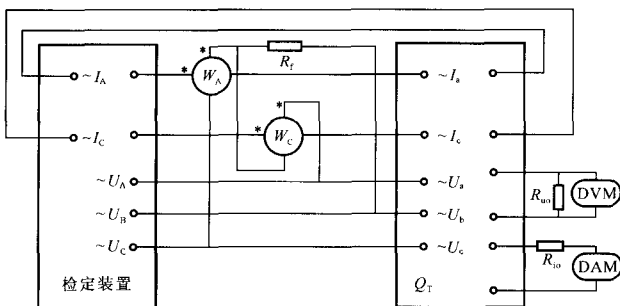 * *
~I_A * W_A R_f ~I_a
*
~I_C * W_C ~I_c
~U_A ~U_a R_uo DVM
~U_B ~U_b
~U_C ~U_c R_io DAM
检定装置 Q_T